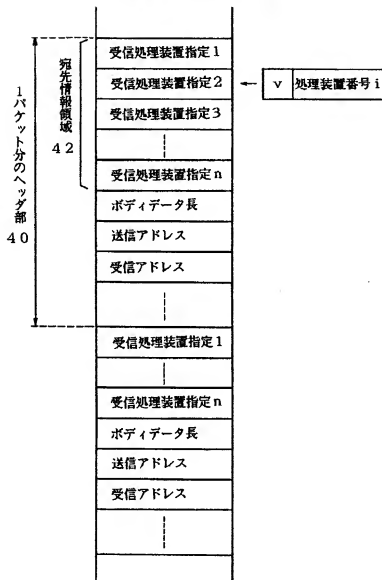 1パケット分のヘッダ部
40
宛先情報領域
42
受信処理装置指定1
受信処理装置指定2
v 処理装置番号i
受信処理装置指定3
受信処理装置指定n
ボディデータ長
送信アドレス
受信アドレス
受信処理装置指定1
受信処理装置指定n
ボディデータ長
送信アドレス
受信アドレス